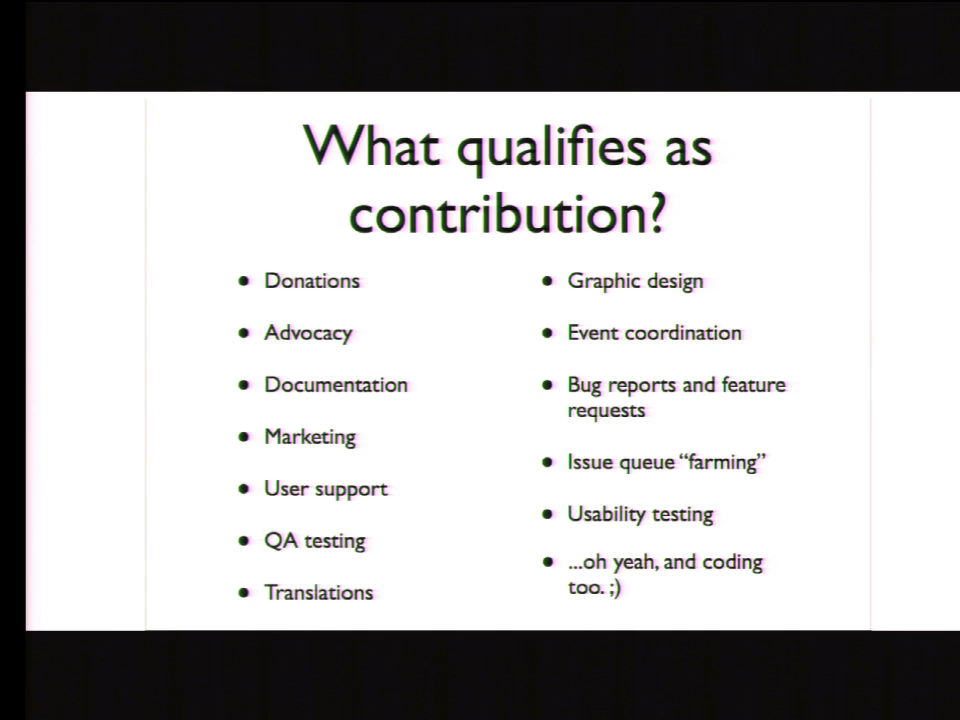 What qualifies as
contribution?
• Donations
• Advocacy
• Documentation
• Marketing
• User support
• QA testing
• Translations
• Graphic design
• Event coordination
• Bug reports and feature
requests
• Issue queue “farming”
• Usability testing
• ...oh yeah, and coding
too. ;)